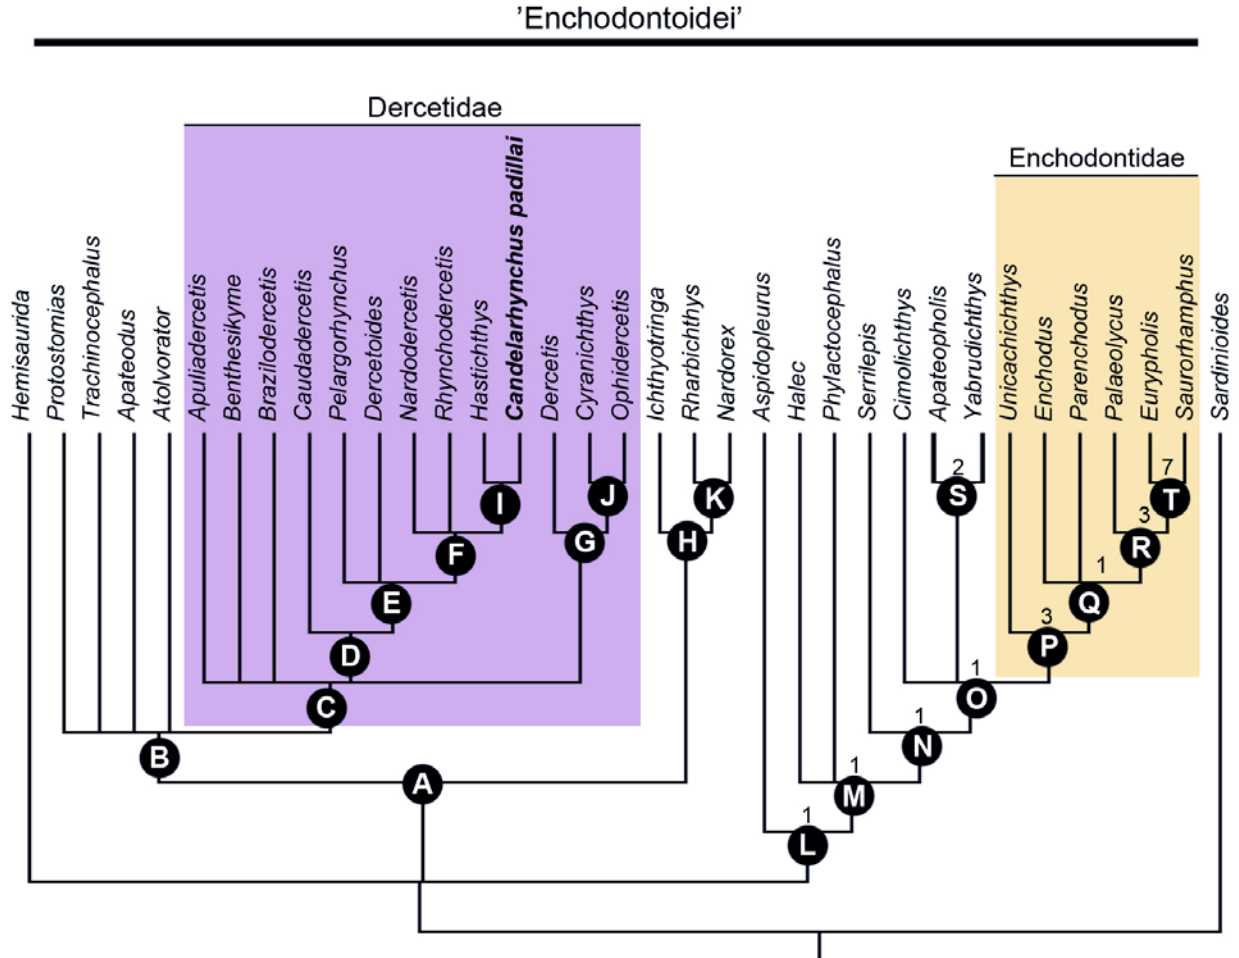 ’Enchodontoidei’
Dercetidae
Enchodontidae
Hemisaurida
Protostomias
Trachinocephalus
Apateodus
Atolvorator
Apuliadercetis
Benthesikyme
Brazilodercetis
Caudadercetis
Pelargorhynchus
Dercetoides
Nardodercetis
Rhynchodercetis
Hastichthys
Candelarhynchus padillai
Dercetis
Cyranichthys
Ophidercetis
Ichthyotringa
Rharbichthys
Nardorex
Aspidopleurus
Halec
Phylactocephalus
Serrilepis
Cimolichthys
Apateopholis
Yabrudichthys
Unicachichthys
Enchodus
Parenchodus
Palaeolycus
Eurypholis
Saurorhamphus
Sardinioides
2
7
I
J
K
S
T
3
F
G
H
R
1
E
Q
3
D
P
1
C
O
1
B
N
1
A
M
1
L